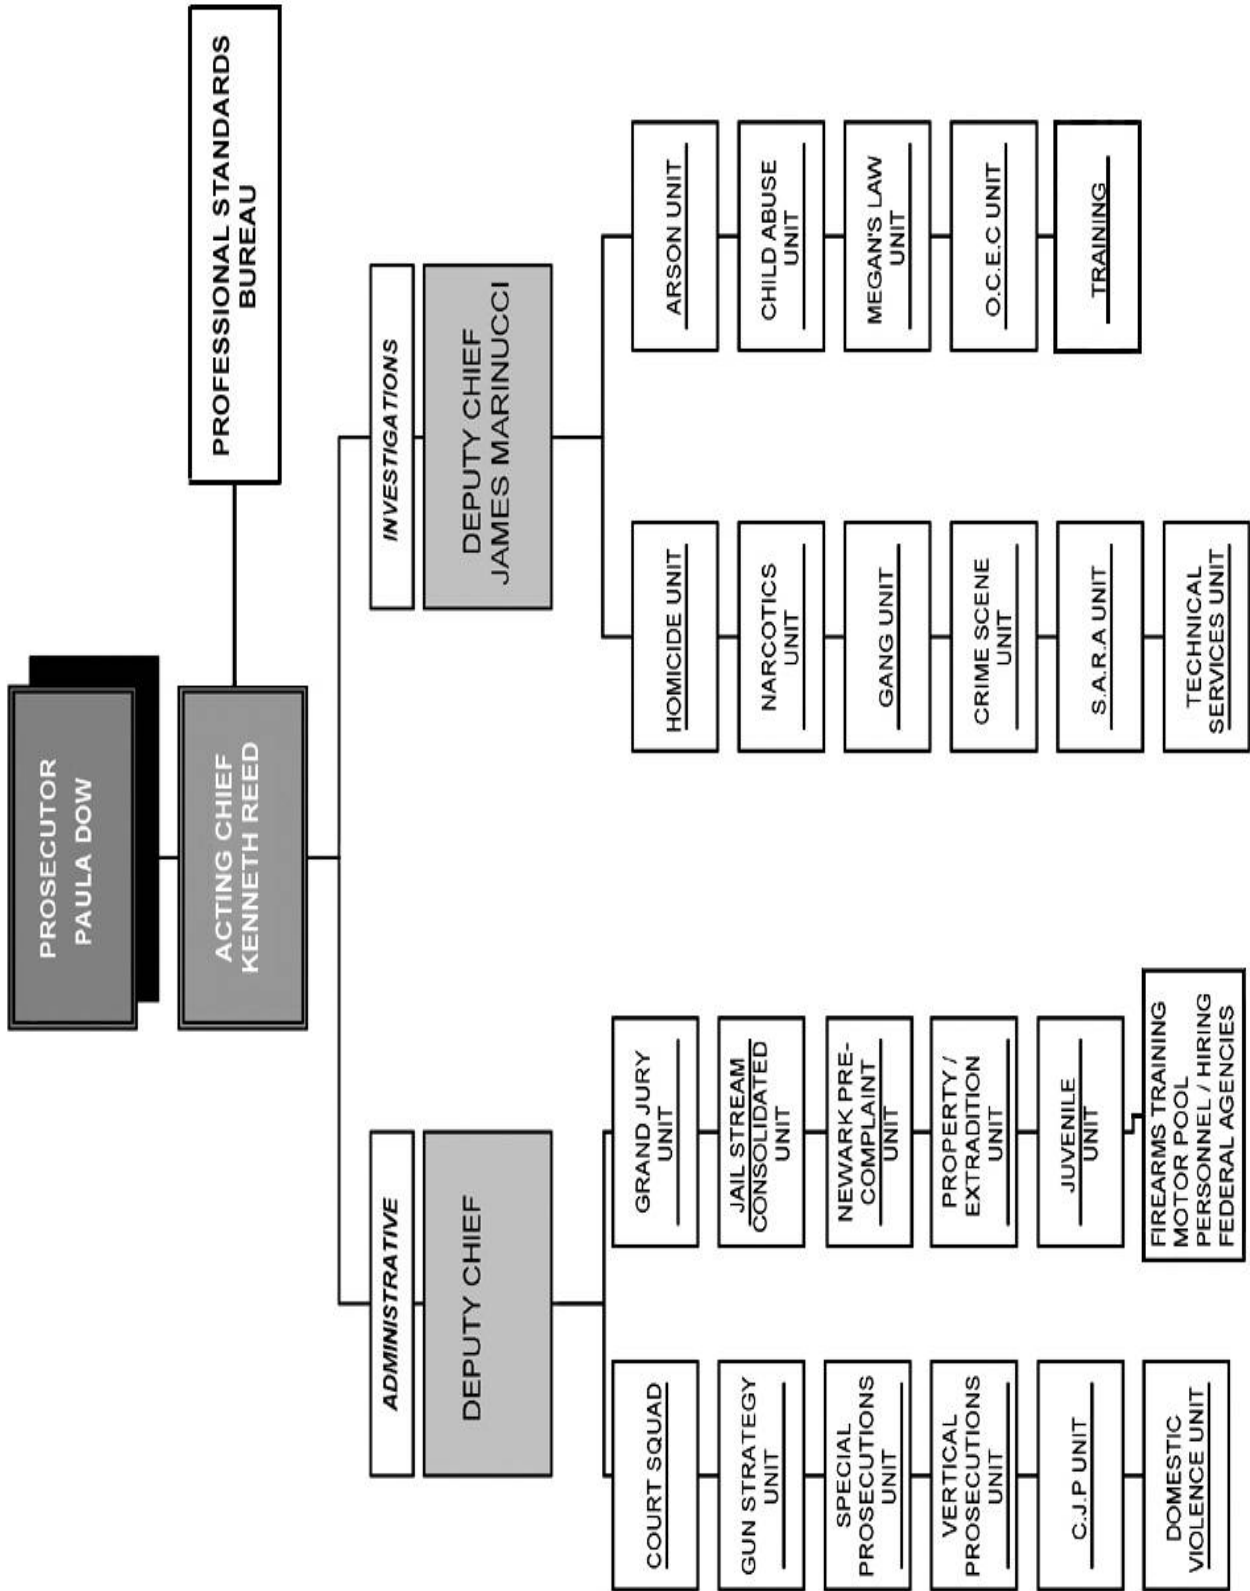 PROSECUTOR
PAULA DOW
ACTING CHIEF
KENNETH REED
PROFESSIONAL STANDARDS
BUREAU
ADMINISTRATIVE
DEPUTY CHIEF
COURT SQUAD
GUN STRATEGY
UNIT
SPECIAL
PROSECUTIONS
UNIT
VERTICAL
PROSECUTIONS
UNIT
C.J.P UNIT
DOMESTIC
VIOLENCE UNIT
GRAND JURY
UNIT
JAIL STREAM
CONSOLIDATED
UNIT
NEWARK PRE-
COMPLAINT
UNIT
PROPERTY /
EXTRADITION
UNIT
JUVENILE
UNIT
FIREARMS TRAINING
MOTOR POOL
PERSONNEL / HIRING
FEDERAL AGENCIES
INVESTIGATIONS
DEPUTY CHIEF
JAMES MARINUCCI
HOMICIDE UNIT
NARCOTICS
UNIT
GANG UNIT
CRIME SCENE
UNIT
S.A.R.A UNIT
TECHNICAL
SERVICES UNIT
ARSON UNIT
CHILD ABUSE
UNIT
MEGAN'S LAW
UNIT
O.C.E.C UNIT
TRAINING